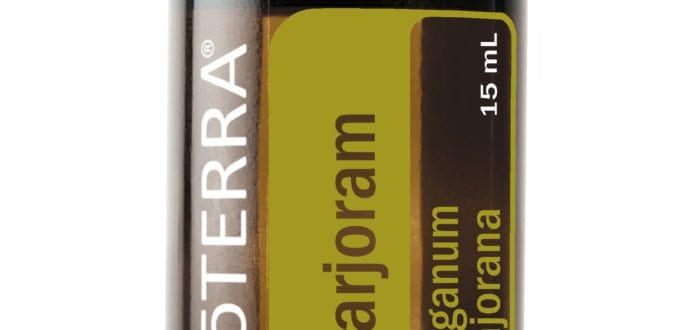 ōTERRA®
arjoram
ganum
jorana
15 mL